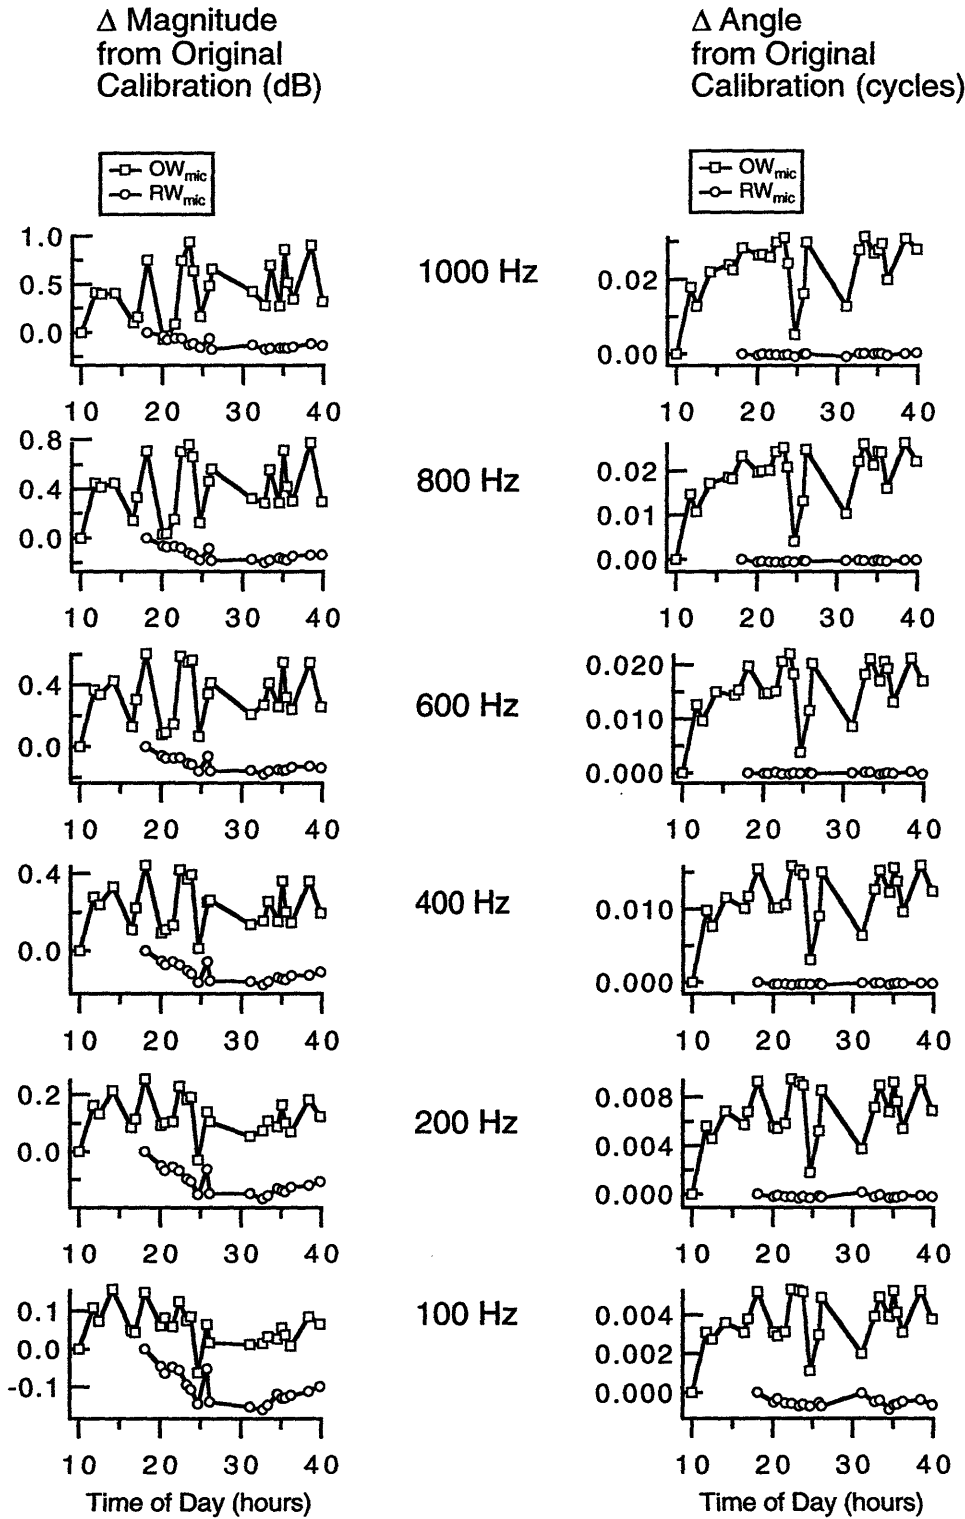 Δ Magnitude
from Original
Calibration (dB)
Δ Angle
from Original
Calibration (cycles)
OWmic
RWmic
OWmic
RWmic
1.0
0.5
0.0
10 20 30 40
1000 Hz
0.02
0.00
10 20 30 40
0.8
0.4
0.0
10 20 30 40
800 Hz
0.02
0.01
0.00
10 20 30 40
0.4
0.0
10 20 30 40
600 Hz
0.020
0.010
0.000
10 20 30 40
0.4
0.0
10 20 30 40
400 Hz
0.010
0.000
10 20 30 40
0.2
0.0
10 20 30 40
200 Hz
0.008
0.004
0.000
10 20 30 40
0.1
0.0
-0.1
10 20 30 40
Time of Day (hours)
100 Hz
0.004
0.002
0.000
10 20 30 40
Time of Day (hours)